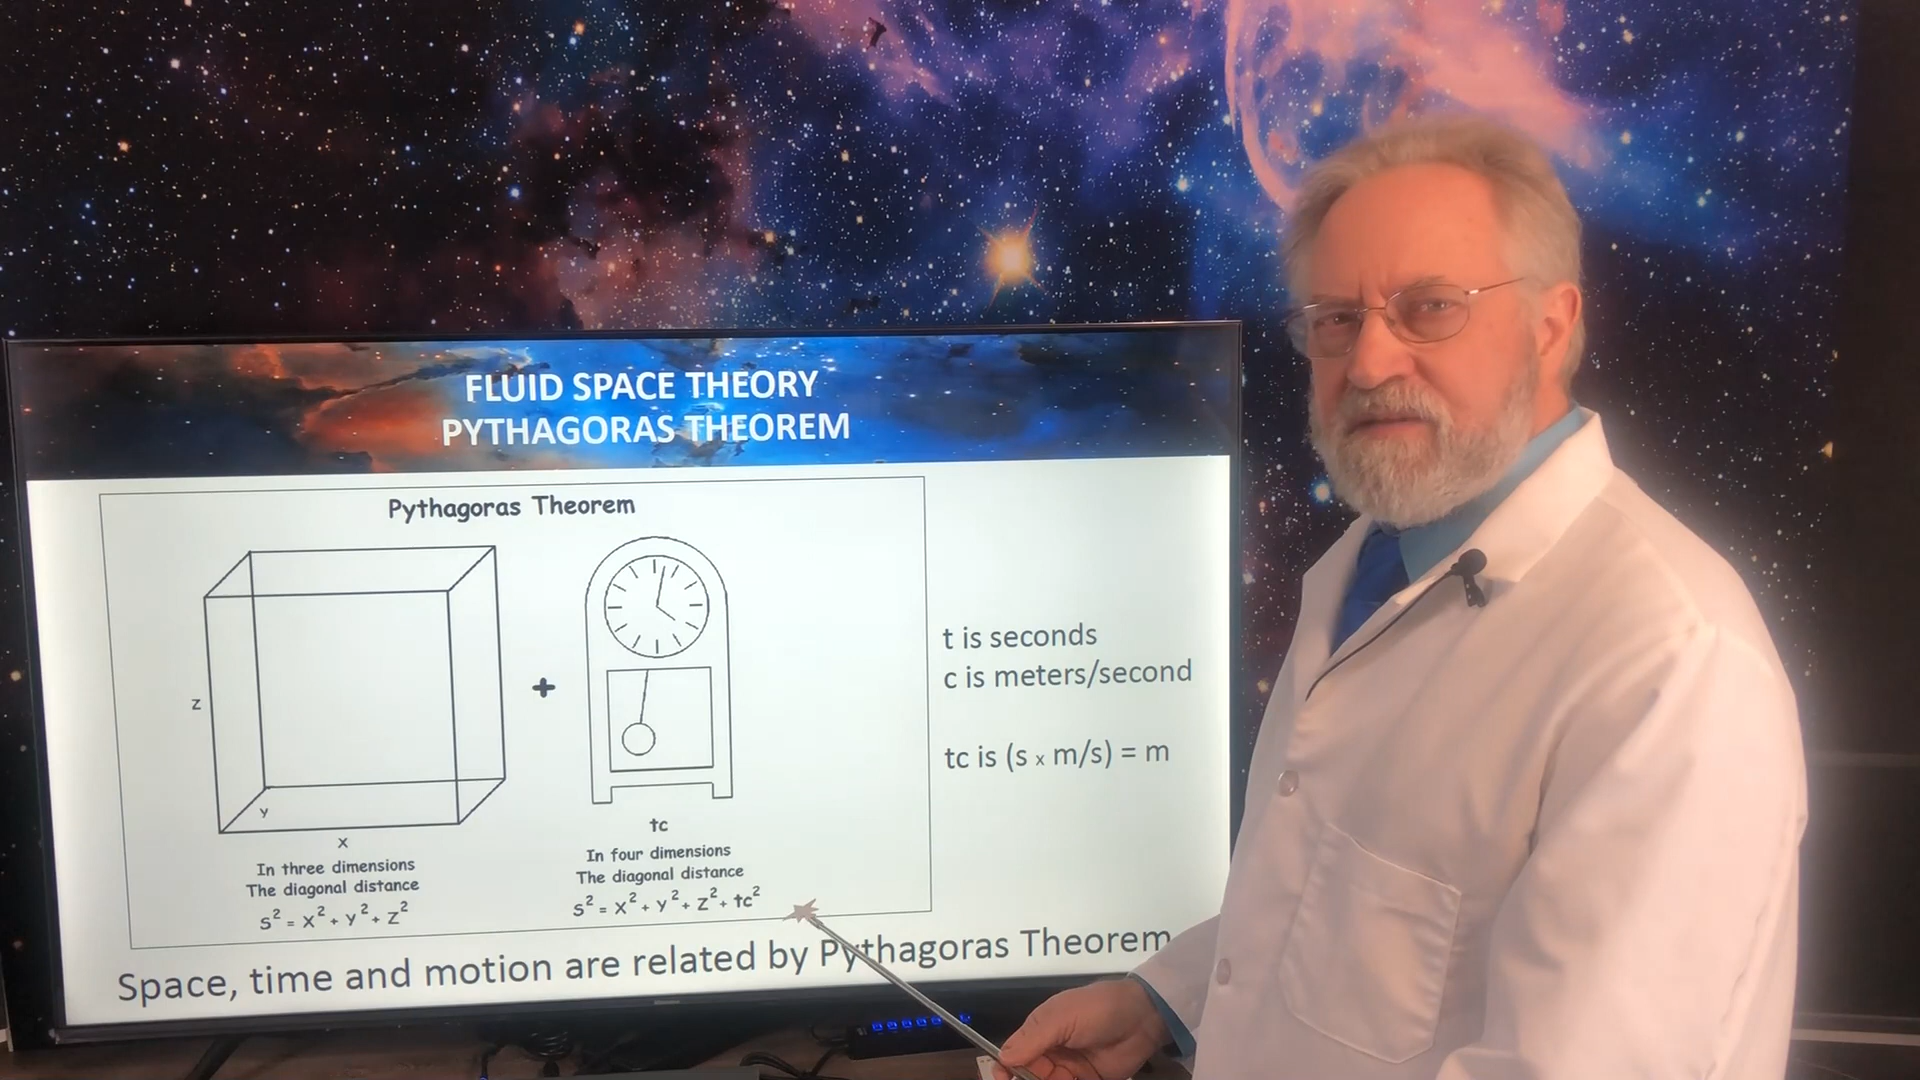 FLUID SPACE THEORY
PYTHAGORAS THEOREM
Pythagoras Theorem
z
y
x
+
tc
In three dimensions
The diagonal distance
s² = x² + y² + z²
In four dimensions
The diagonal distance
s² = x² + y² + z² + tc²
t is seconds
c is meters/second
tc is (s x m/s) = m
Space, time and motion are related by Pythagoras Theorem